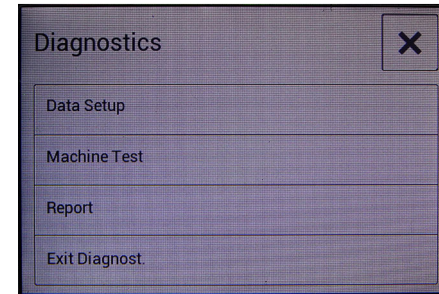 Diagnostics
Data Setup
Machine Test
Report
Exit Diagnost.